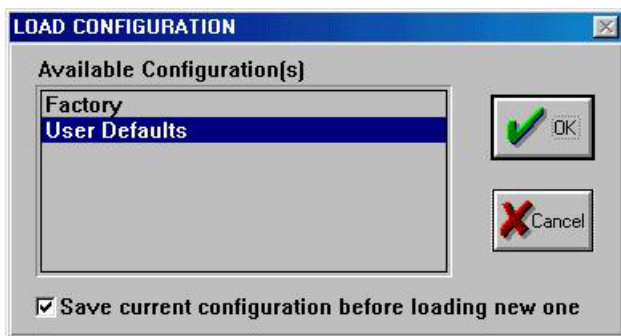 LOAD CONFIGURATION
Available Configuration(s)
Factory
User Defaults
OK
Cancel
Save current configuration before loading new one